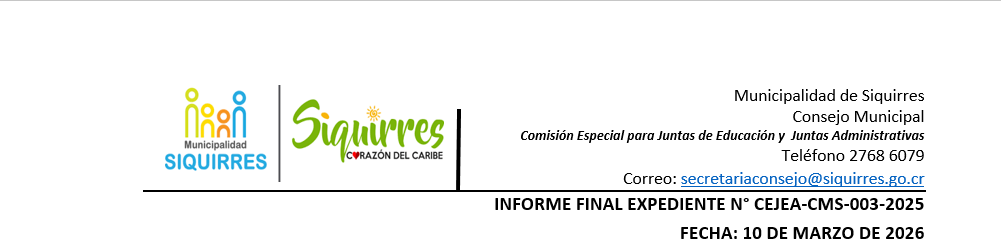 Municipalidad
SIQUIRRES
Siquirres
CORAZÓN DEL CARIBE
Municipalidad de Siquirres
Consejo Municipal
Comisión Especial para Juntas de Educación y Juntas Administrativas
Teléfono 2768 6079
Correo: secretariaconsejo@siquirres.go.cr
INFORME FINAL EXPEDIENTE N° CEJEA-CMS-003-2025
FECHA: 10 DE MARZO DE 2026